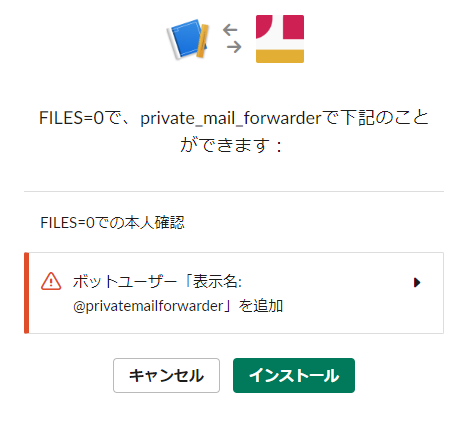 FILES=0で、private_mail_forwarderで下記のこと
ができます：
FILES=0での本人確認
ボットユーザー「表示名:
@privatemailforwarder」を追加
キャンセル
インストール